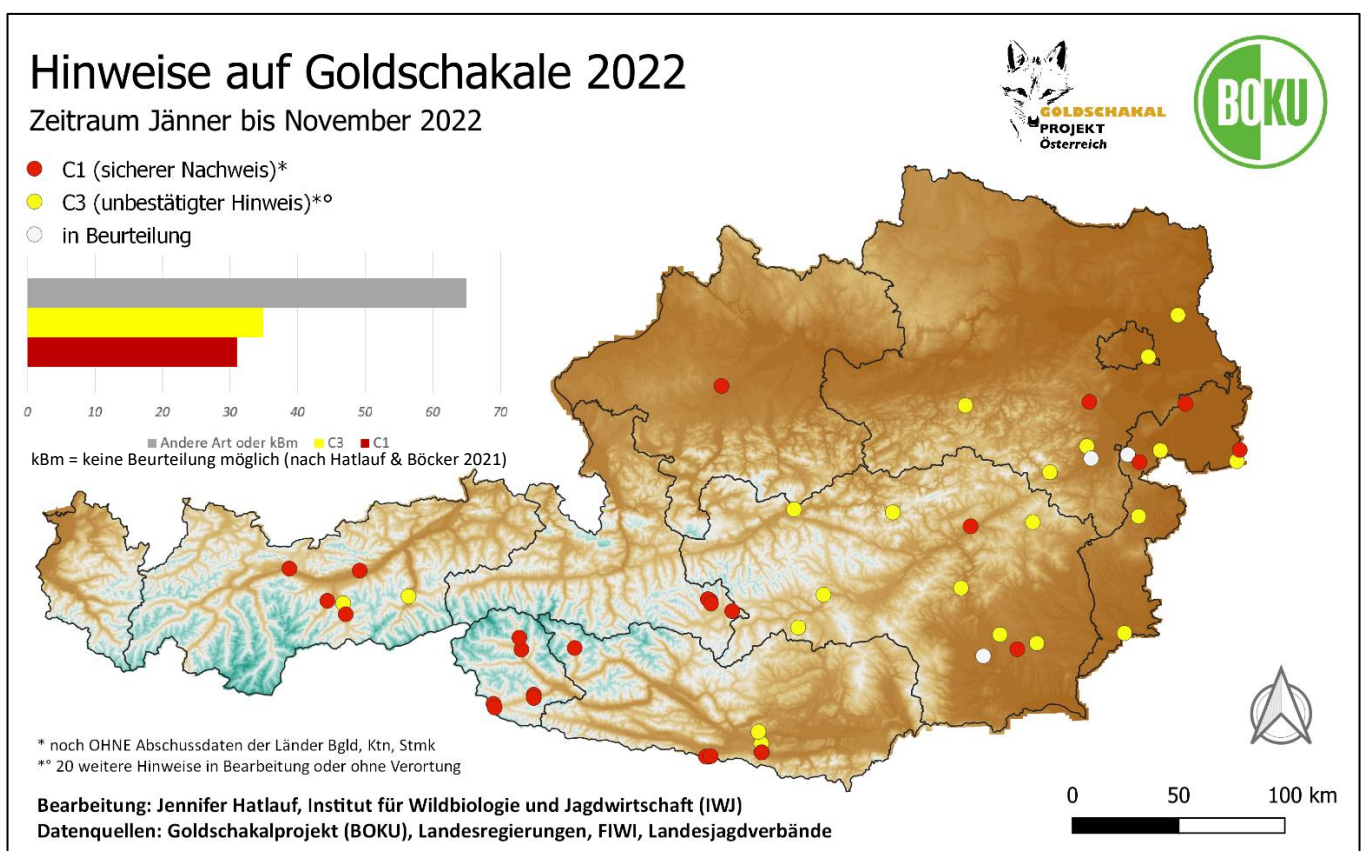 Hinweise auf Goldschakale 2022
Zeitraum Jänner bis November 2022
GOLDSCHAKAL
PROJEKT
Österreich
BOKU
C1 (sicherer Nachweis)*
C3 (unbestätigter Hinweis)*°
in Beurteilung
0 10 20 30 40 50 60 70
Andere Art oder kBm C3 C1
kBm = keine Beurteilung möglich (nach Hatlauf & Böcker 2021)
* noch OHNE Abschussdaten der Länder Bgld, Ktn, Stmk
*° 20 weitere Hinweise in Bearbeitung oder ohne Verortung
Bearbeitung: Jennifer Hatlauf, Institut für Wildbiologie und Jagdwirtschaft (IWJ)
Datenquellen: Goldschakalprojekt (BOKU), Landesregierungen, FIWI, Landesjagdverbände
0 50 100 km